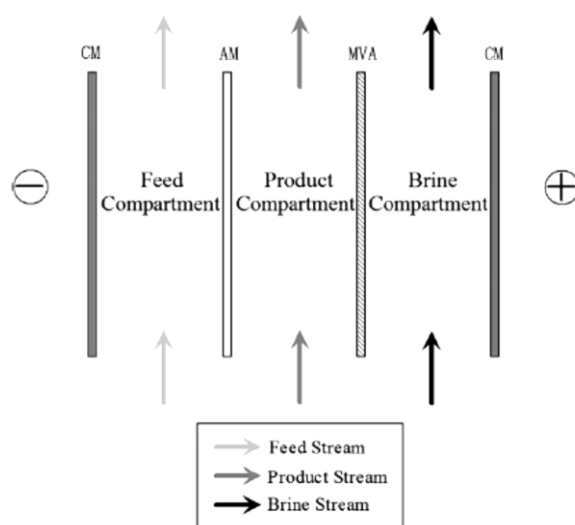 CM AM MVA CM
− Feed Compartment Product Compartment Brine Compartment +
Feed Stream
Product Stream
Brine Stream